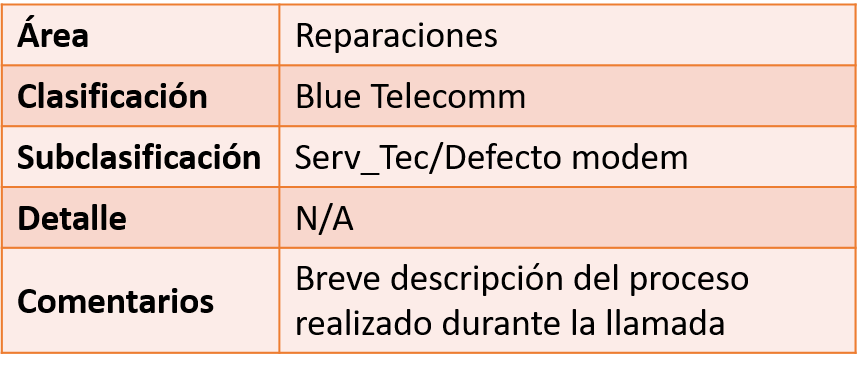 Área Reparaciones
Clasificación Blue Telecomm
Subclasificación Serv_Tec/Defecto modem
Detalle N/A
Comentarios Breve descripción del proceso
realizado durante la llamada